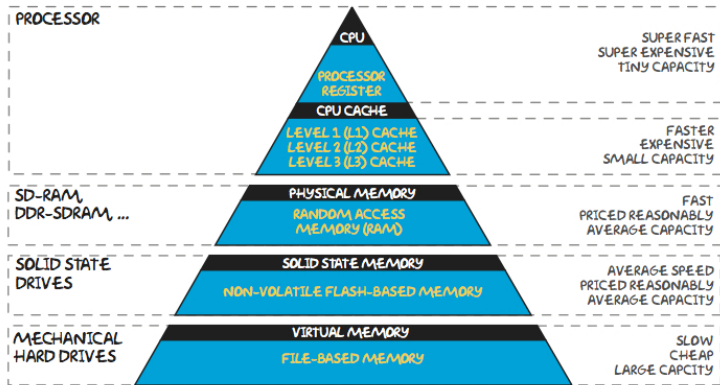 PROCESSOR
CPU
PROCESSOR
REGISTER
SUPER FAST
SUPER EXPENSIVE
TINY CAPACITY
CPU CACHE
LEVEL 1 (L1) CACHE
LEVEL 2 (L2) CACHE
LEVEL 3 (L3) CACHE
FASTER
EXPENSIVE
SMALL CAPACITY
SD-RAM,
DDR-SDRAM, ...
PHYSICAL MEMORY
RANDOM ACCESS
MEMORY (RAM)
FAST
PRICED REASONABLY
AVERAGE CAPACITY
SOLID STATE
DRIVES
SOLID STATE MEMORY
NON-VOLATILE FLASH-BASED MEMORY
AVERAGE SPEED
PRICED REASONABLY
AVERAGE CAPACITY
MECHANICAL
HARD DRIVES
VIRTUAL MEMORY
FILE-BASED MEMORY
SLOW
CHEAP
LARGE CAPCITY